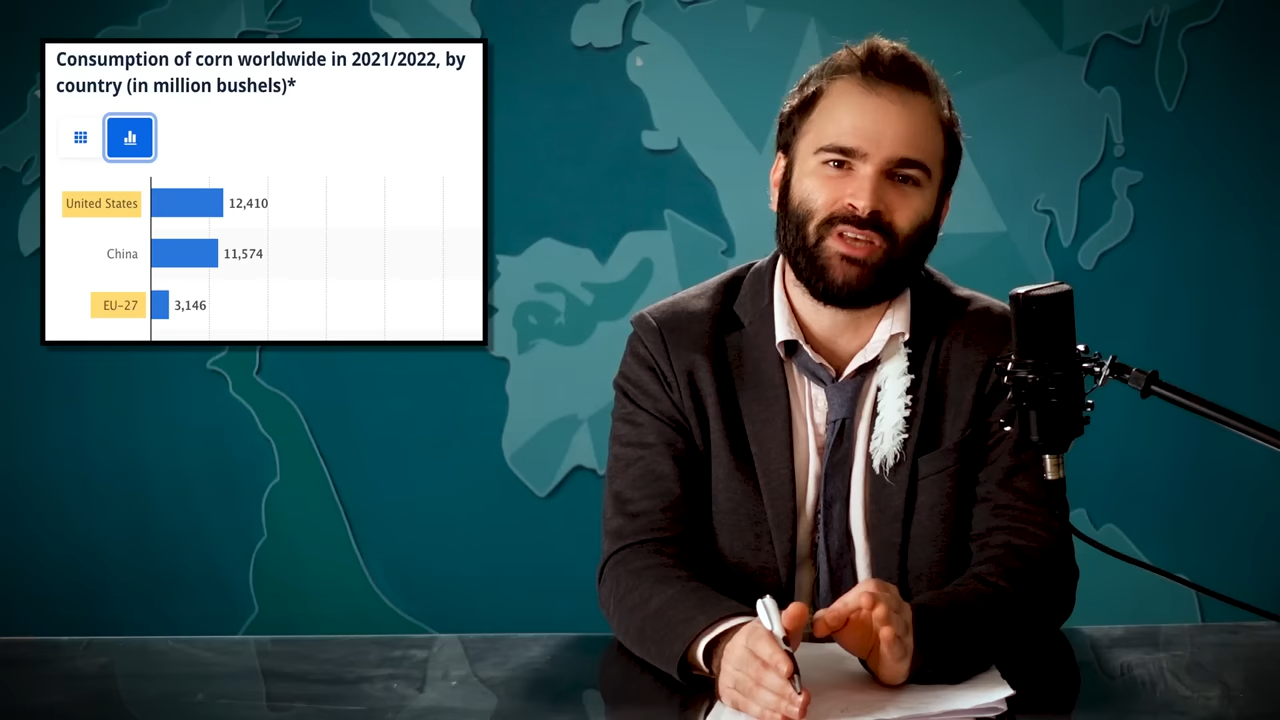 Consumption of corn worldwide in 2021/2022, by
country (in million bushels)*
United States 12,410
China 11,574
EU-27 3,146